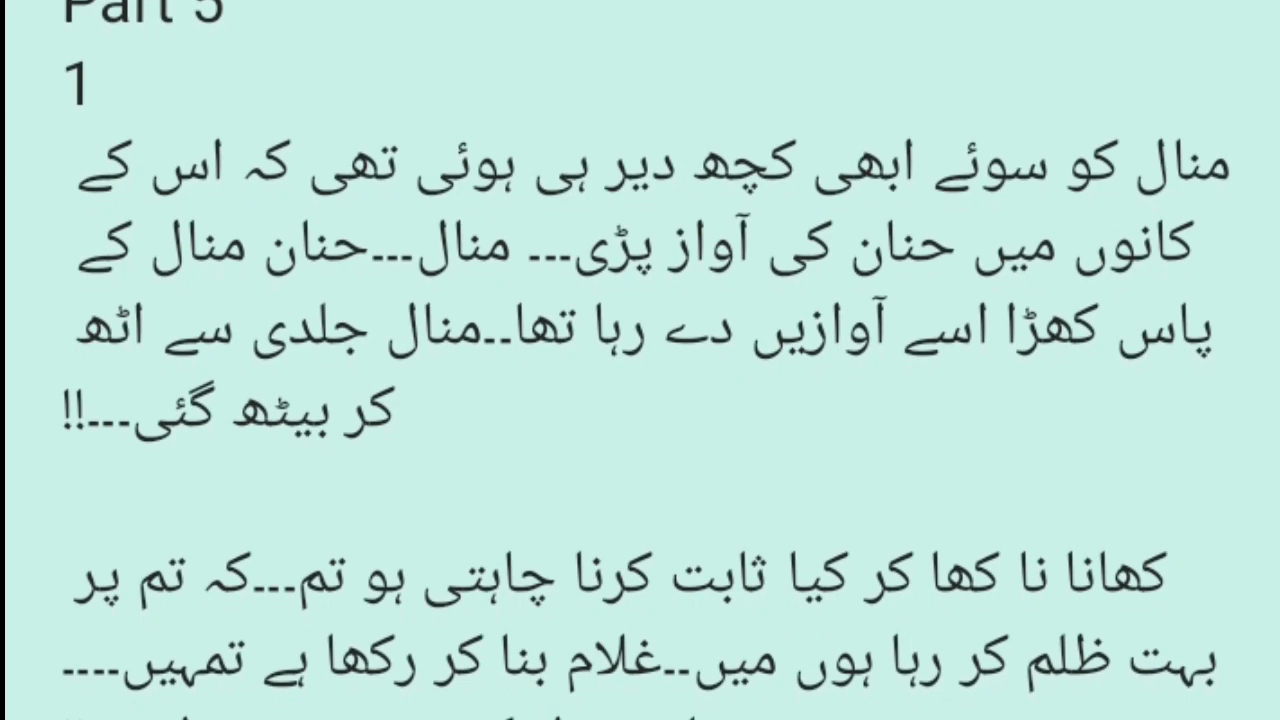 Part 5
1
منال کو سوئے ابھی کچھ دیر ہی ہوئی تھی کہ اس کے
کانوں میں حنان کی آواز پڑی--- منال---حنان منال کے
پاس کھڑا اسے آوازیں دے رہا تھا--منال جلدی سے اٹھ
کر بیٹھ گئی---!!
کھانا نا کھا کر کیا ثابت کرنا چاہتی ہو تم---کہ تم پر
بہت ظلم کر رہا ہوں میں--غلام بنا کر رکھا ہے تمہیں----